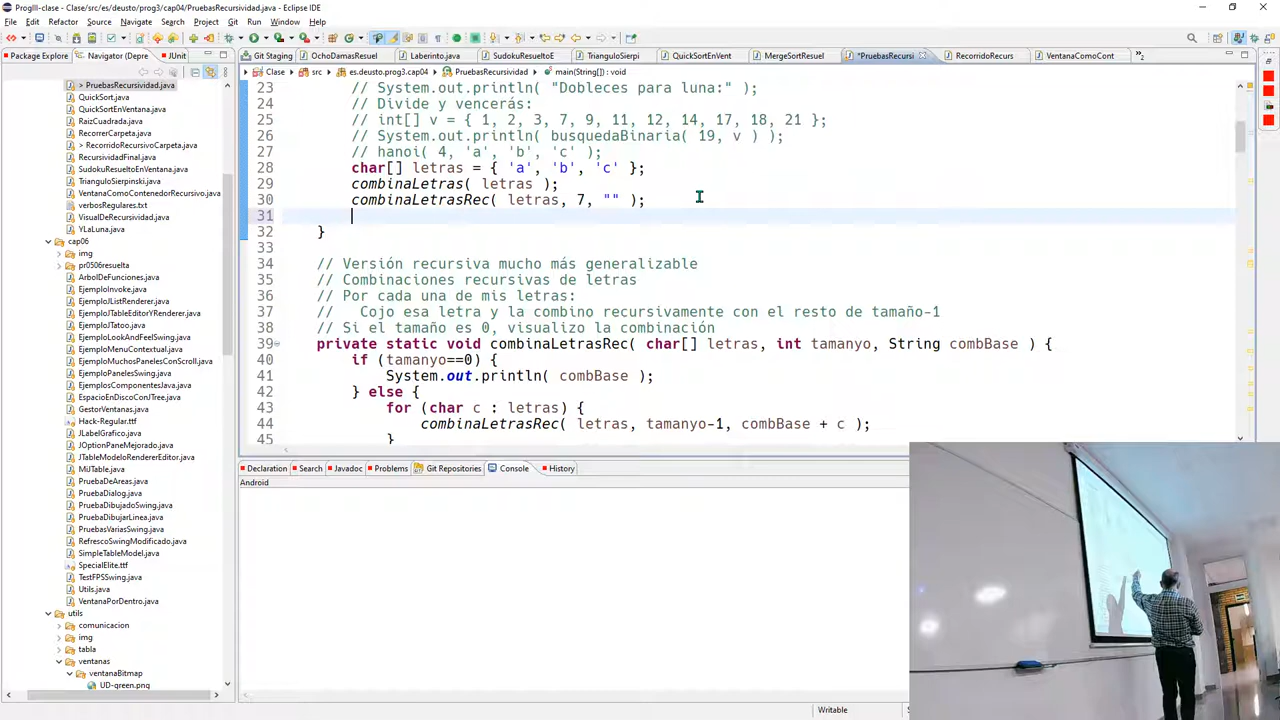 ProgIII-clase - Clase/src/es/deusto/prog3/cap04/PruebasRecursividad.java - Eclipse IDE
File Edit Source Refactor Navigate Search Project Git Run Window Help
Package Explorer Navigator (Depre JUnit
Git Staging OchoDamasResuel Laberinto.java SudokuResueltoE TrianguloSierpi QuickSortEnVent MergeSortResuel *PruebasRecursi RecorridoRecurs VentanaComoCont »2
Clase src es.deusto.prog3.cap04 PruebasRecursividad main(String[]) : void
> PruebasRecursividad.java
QuickSort.java
QuickSortEnVentana.java
RaizCuadrada.java
RecorrerCarpeta.java
> RecorridoRecursivoCarpeta.java
RecursividadFinal.java
SudokuResueltoEnVentana.java
TrianguloSierpinski.java
VentanaComoContenedorRecursivo.java
verbosRegulares.txt
VisualDeRecursividad.java
YLaLuna.java
cap06
img
pr0506resuelta
ArbolDeFunciones.java
EjemploInvoke.java
EjemploJListRenderer.java
EjemploJTableEditorYRenderer.java
EjemploJTatoo.java
EjemploLookAndFeelSwing.java
EjemploMenuContextual.java
EjemploMuchosPanelesConScroll.java
EjemploPanelesSwing.java
EjemplosComponentesJava.java
EspacioEnDiscoConJTree.java
GestorVentanas.java
Hack-Regular.ttf
JLabelGrafico.java
JOptionPaneMejorado.java
JTableModeloRendererEditor.java
MiJTable.java
PruebaDeAreas.java
PruebaDialog.java
PruebaDibujadoSwing.java
PruebaDibujarLinea.java
PruebasVariasSwing.java
RefrescoSwingModificado.java
SimpleTableModel.java
SpecialElite.ttf
TestFPSSwing.java
Utils.java
VentanaPorDentro.java
utils
comunicacion
img
tabla
ventanas
ventanaBitmap
UD-green.png
23 // System.out.println( "Dobleces para luna:" );
24 // Divide y vencerás:
25 // int[] v = { 1, 2, 3, 7, 9, 11, 12, 14, 17, 18, 21 };
26 // System.out.println( busquedaBinaria( 19, v ) );
27 // hanoi( 4, 'a', 'b', 'c' );
28 char[] letras = { 'a', 'b', 'c' };
29 combinaLetras( letras );
30 combinaLetrasRec( letras, 7, "" );
31
32 }
33
34 // Versión recursiva mucho más generalizable
35 // Combinaciones recursivas de letras
36 // Por cada una de mis letras:
37 // Cojo esa letra y la combino recursivamente con el resto de tamaño-1
38 // Si el tamaño es 0, visualizo la combinación
39 private static void combinaLetrasRec( char[] letras, int tamanyo, String combBase ) {
40 if (tamanyo==0) {
41 System.out.println( combBase );
42 } else {
43 for (char c : letras) {
44 combinaLetrasRec( letras, tamanyo-1, combBase + c );
45 }
Declaration Search Javadoc Problems Git Repositories Console History
Android
Writable